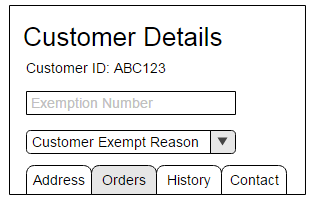 Customer Details
Customer ID: ABC123
Exemption Number
Customer Exempt Reason
Address Orders History Contact